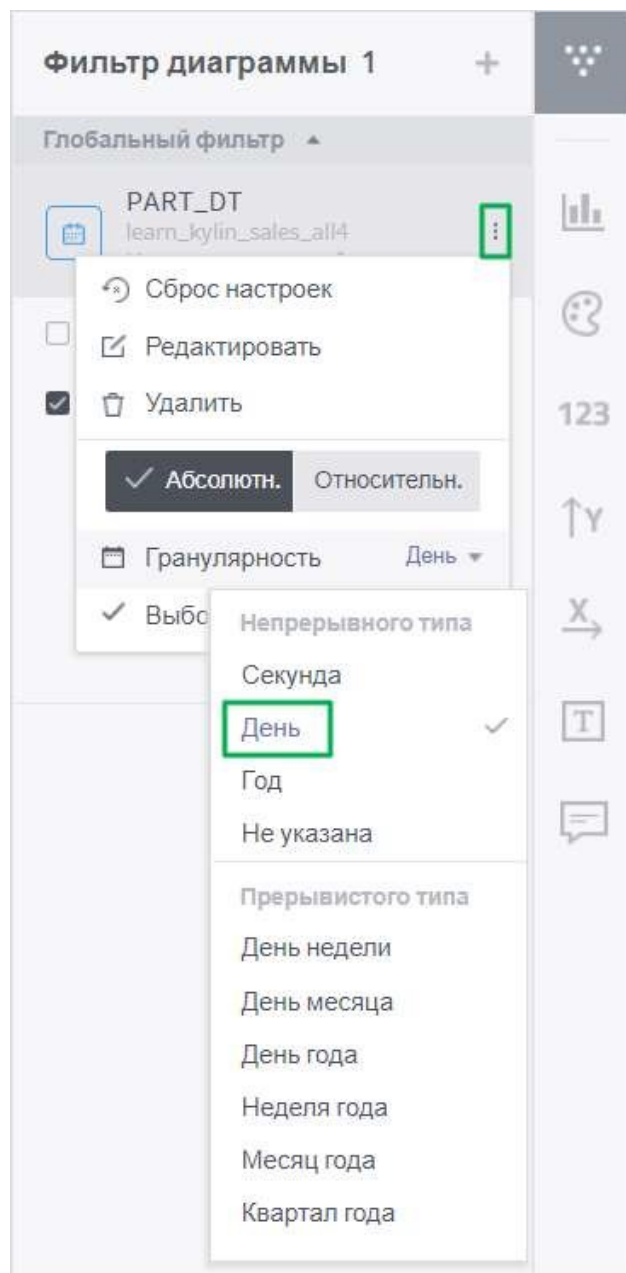 Фильтр диаграммы 1
Глобальный фильтр
PART_DT
learn_kylin_sales_all4
Сброс настроек
Редактировать
Удалить
123
Абсолютн. Относительн.
Y
Гранулярность День
Выбо
X
Непрерывного типа
Секунда
День
T
Год
Не указана
Прерывистого типа
День недели
День месяца
День года
Неделя года
Месяц года
Квартал года